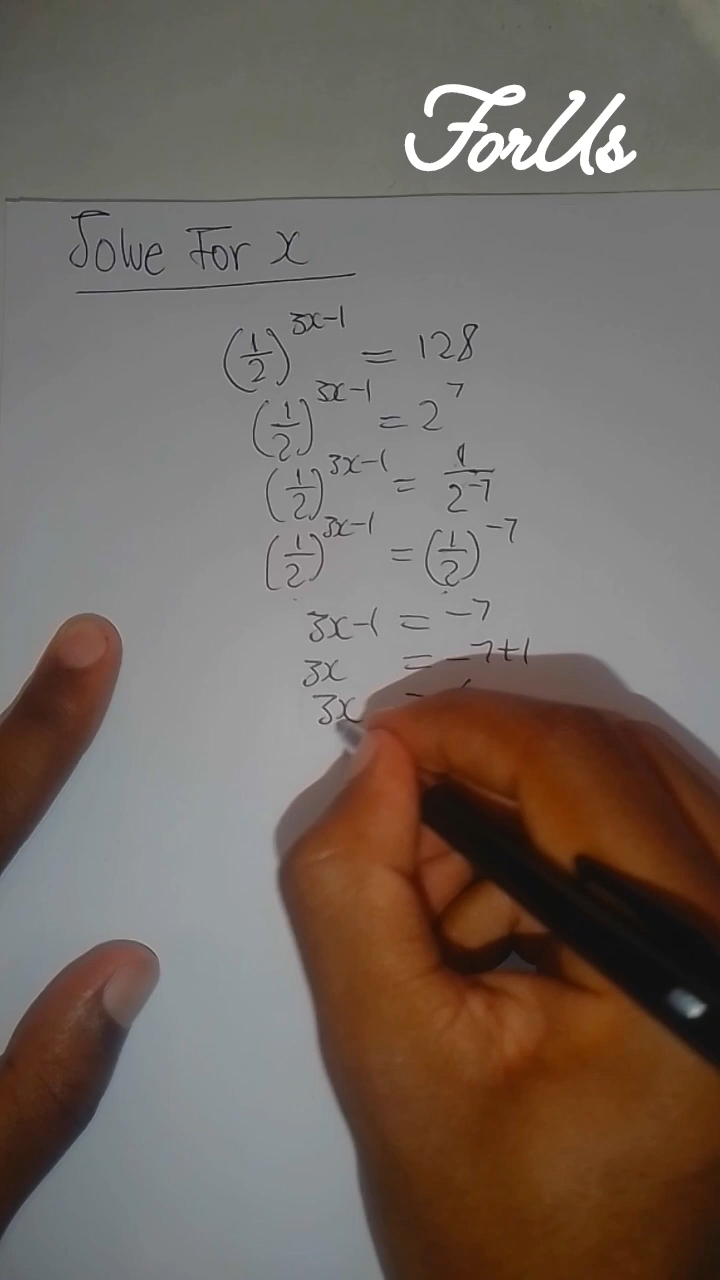 ForUs
Solve For x
(1/2)^(3x-1) = 128
(1/2)^(3x-1) = 2^7
(1/2)^(3x-1) = 1/2^(-7)
(1/2)^(3x-1) = (1/2)^(-7)
3x-1 = -7
3x = -7+1
3x